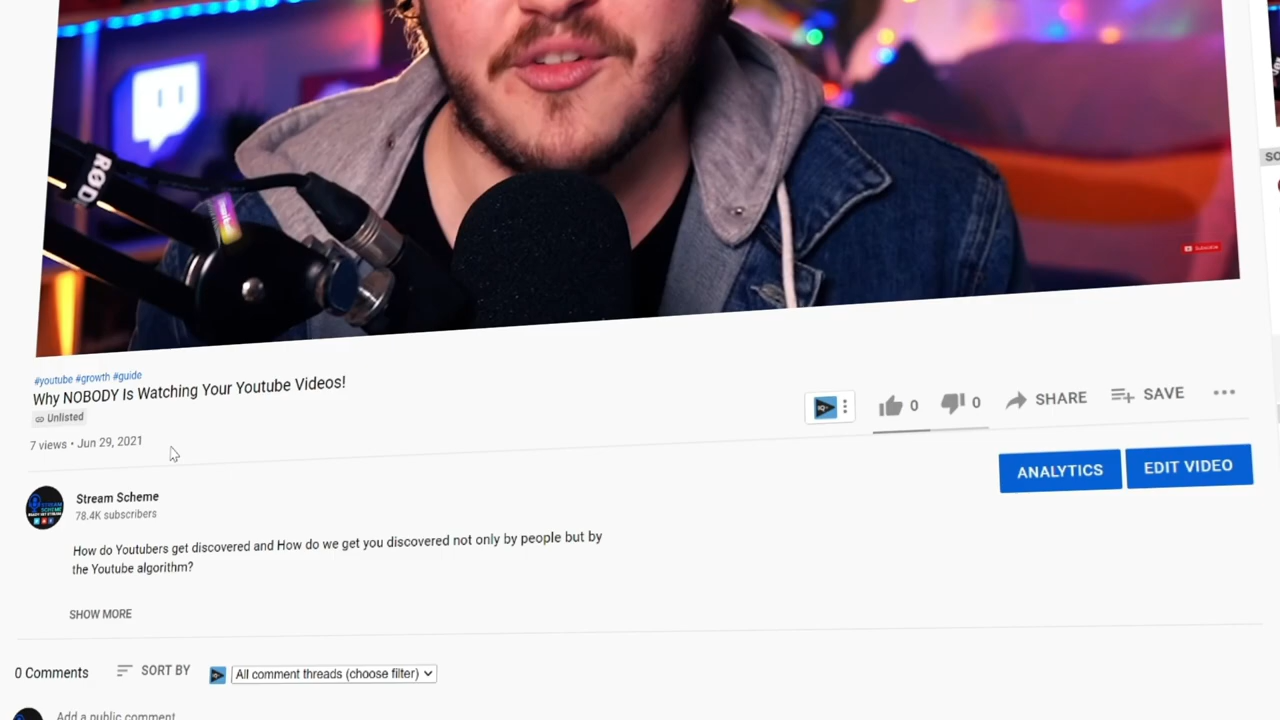 RØD
Subscribe
#youtube #growth #guide
Why NOBODY Is Watching Your Youtube Videos!
Unlisted
7 views • Jun 29, 2021
0
0
SHARE
SAVE
ANALYTICS
EDIT VIDEO
Stream Scheme
78.4K subscribers
How do Youtubers get discovered and How do we get you discovered not only by people but by
the Youtube algorithm?
SHOW MORE
0 Comments
SORT BY
All comment threads (choose filter)
Add a public comment